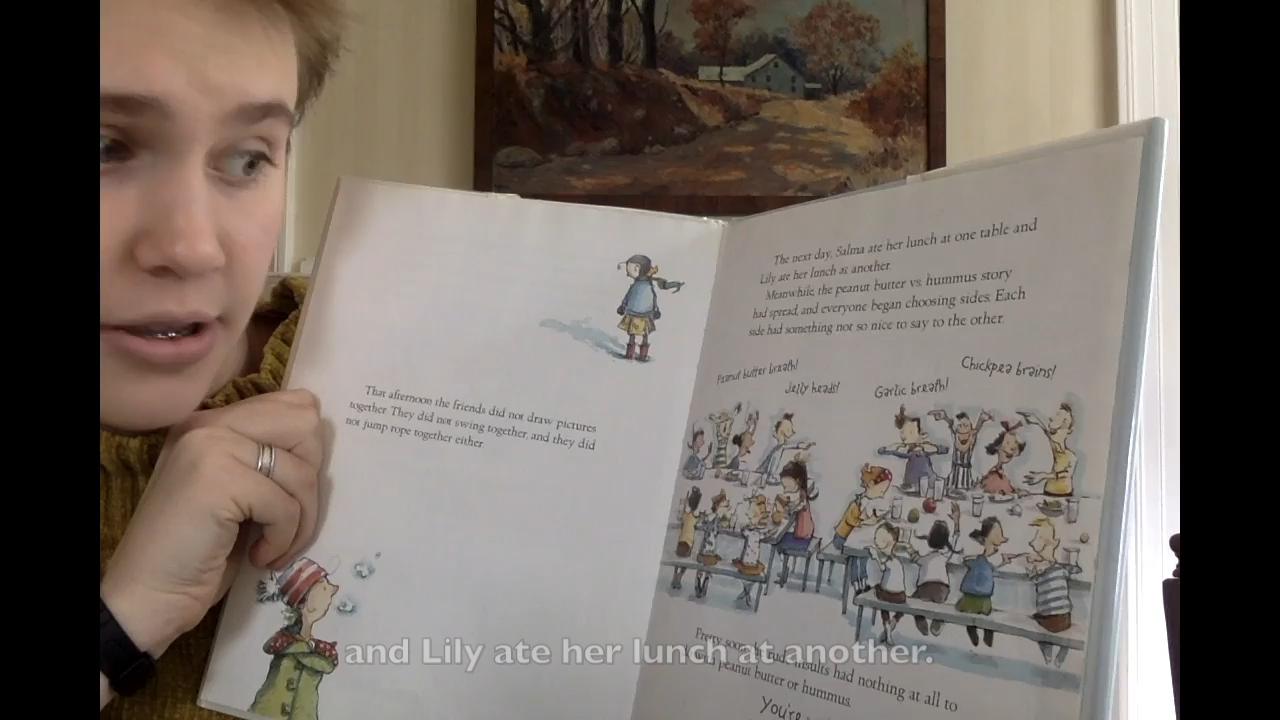 That afternoon the friends did not draw pictures
together. They did not swing together, and they did
not jump rope together either.
The next day, Salma ate her lunch at one table and
Lily ate her lunch at another.
Meanwhile, the peanut butter vs. hummus story
had spread, and everyone began choosing sides. Each
side had something not so nice to say to the other.
Peanut butter breath!
Jelly heads!
Garlic breath!
Chickpea brains!
Pretty soon the rude insults had nothing at all to
peanut butter or hummus.
You're
and Lily ate her lunch at another.